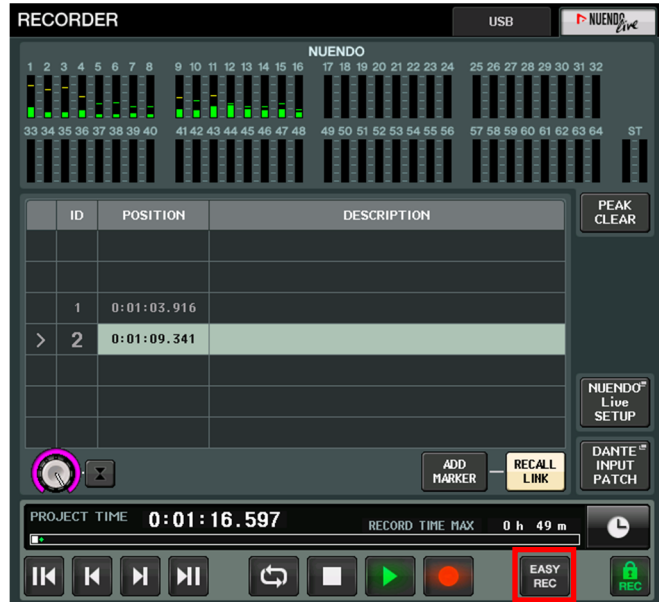 RECORDER
USB
NUENDO live
NUENDO
1 2 3 4 5 6 7 8 9 10 11 12 13 14 15 16 17 18 19 20 21 22 23 24 25 26 27 28 29 30 31 32
33 34 35 36 37 38 39 40 41 42 43 44 45 46 47 48 49 50 51 52 53 54 55 56 57 58 59 60 61 62 63 64 ST
PEAK
CLEAR
ID POSITION DESCRIPTION
1 0:01:03.916
> 2 0:01:09.341
NUENDO
Live
SETUP
DANTE
INPUT
PATCH
ADD
MARKER
RECALL
LINK
PROJECT TIME 0:01:16.597 RECORD TIME MAX 0 h 49 m
EASY
REC
REC